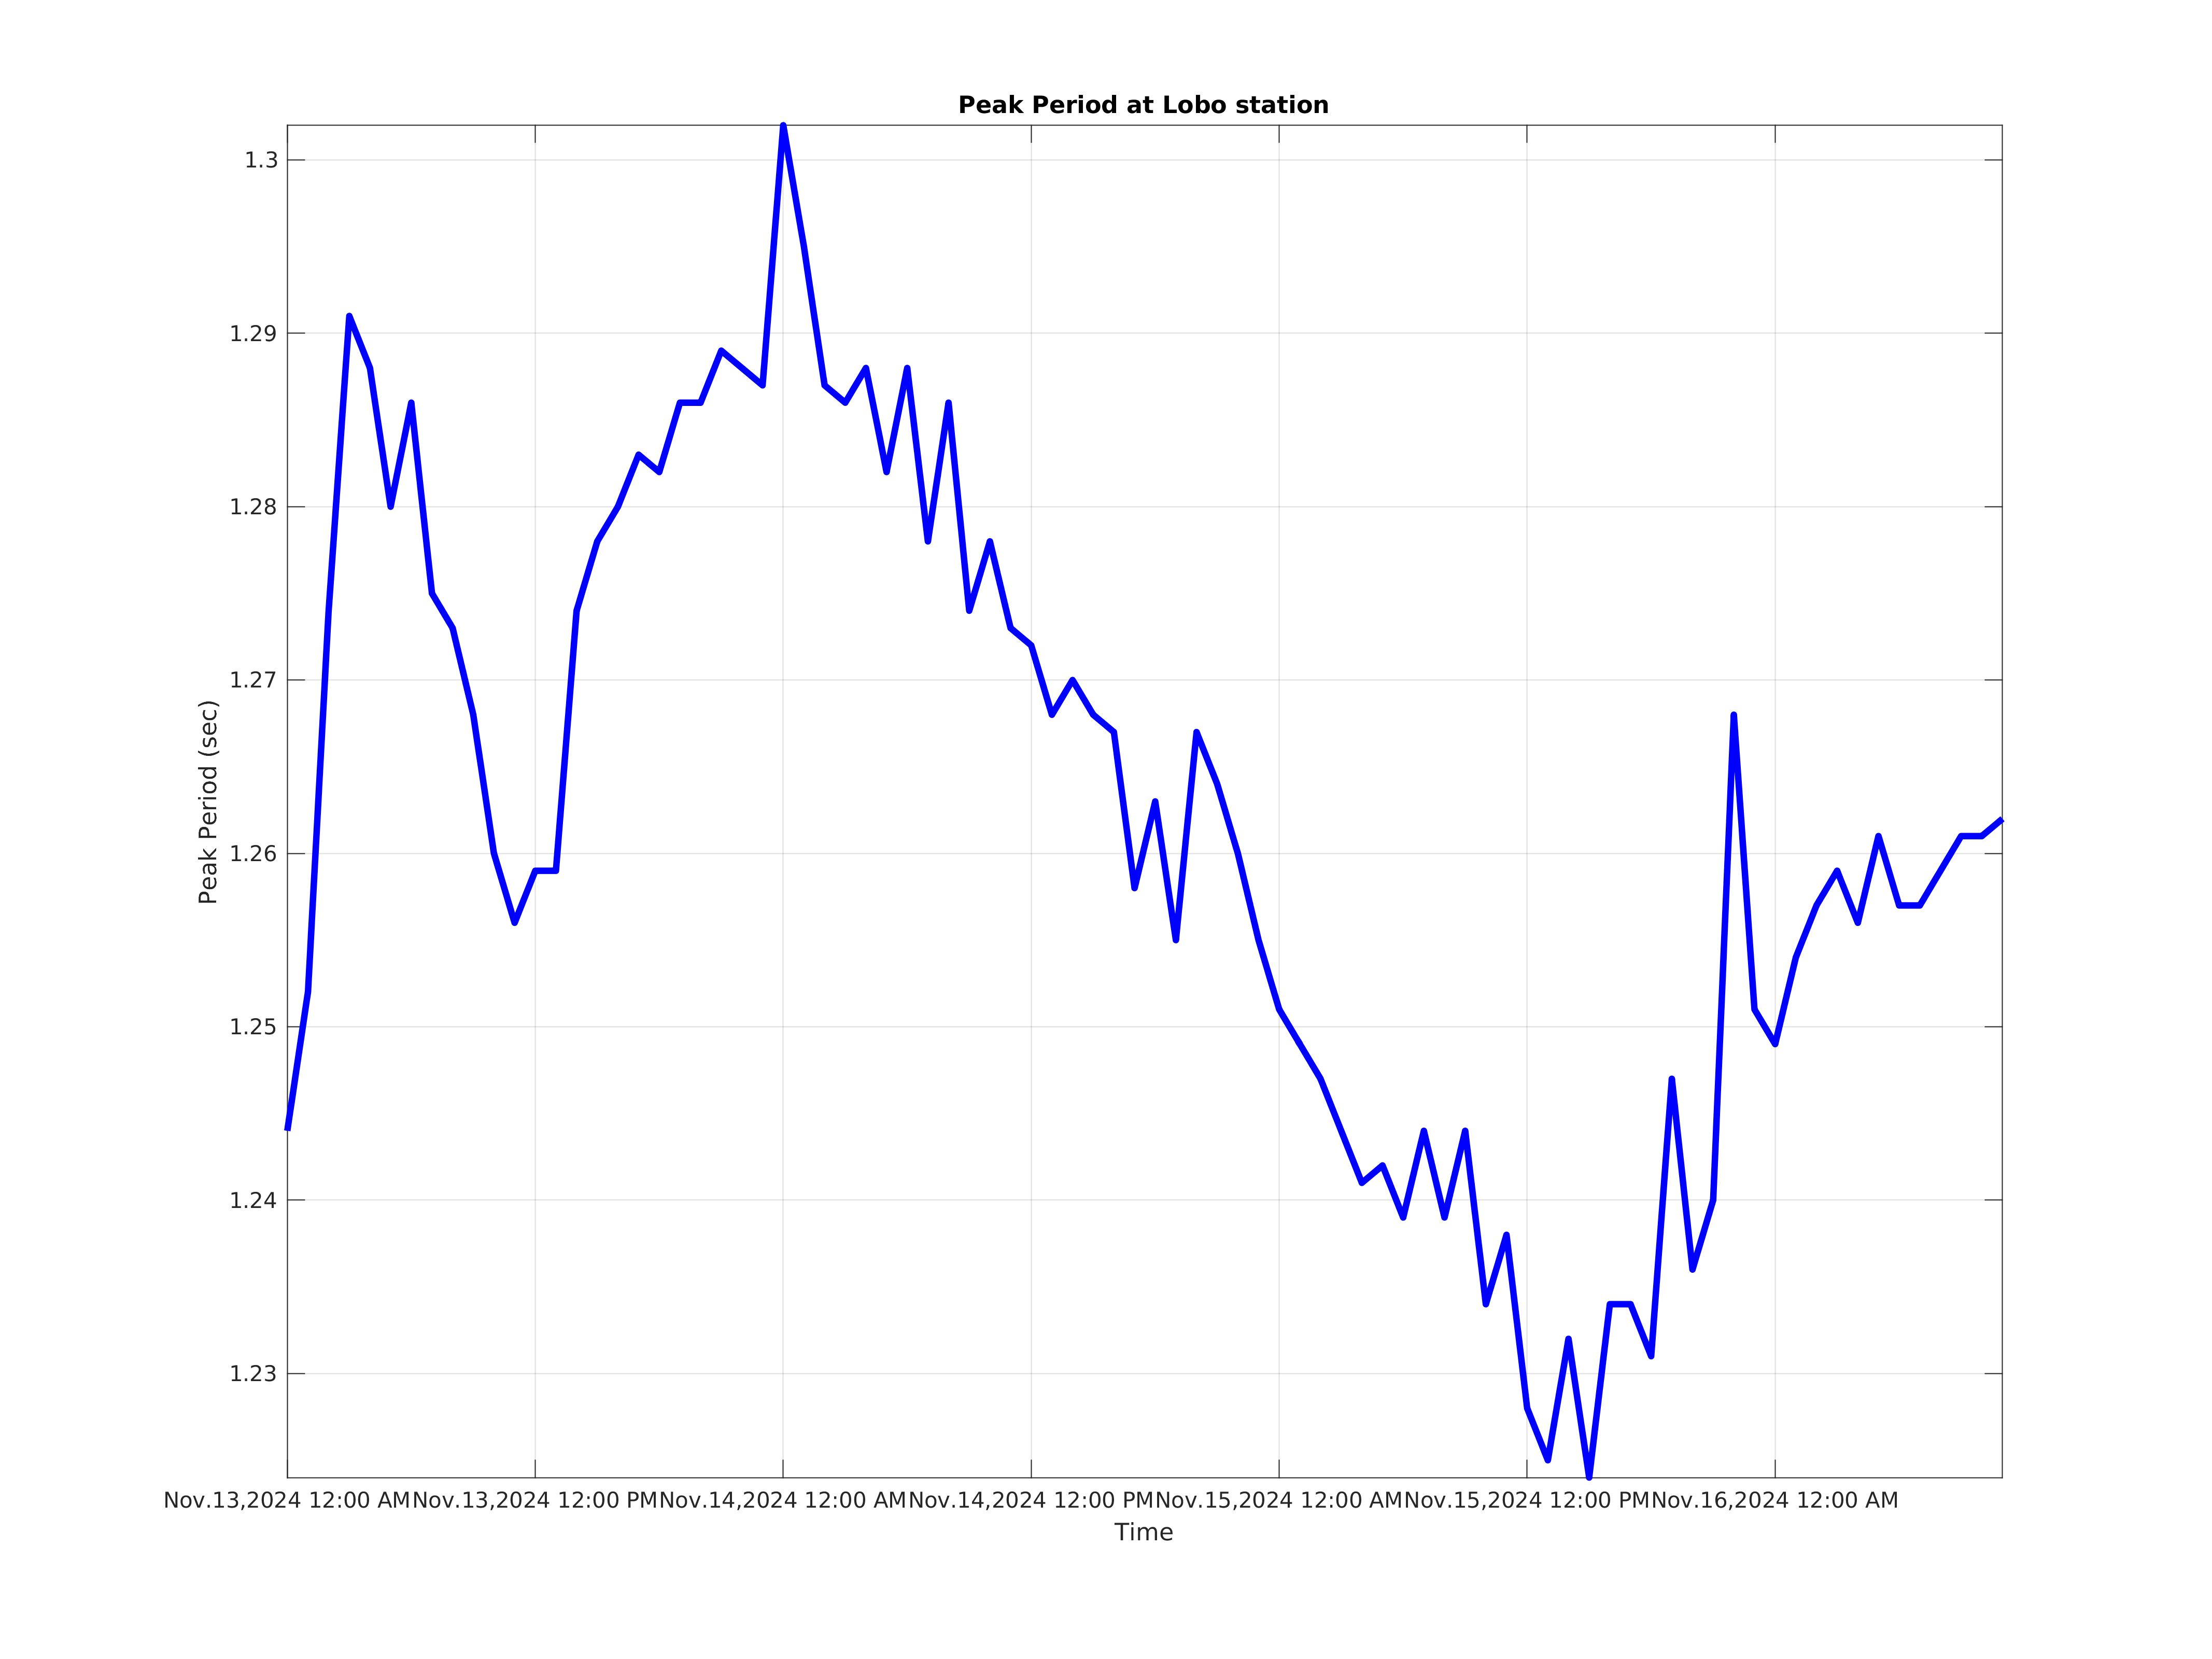 Peak Period at Lobo station
1.3
1.29
1.28
1.27
1.26
1.25
1.24
1.23
Peak Period (sec)
Nov.13,2024 12:00 AM Nov.13,2024 12:00 PM Nov.14,2024 12:00 AM Nov.14,2024 12:00 PM Nov.15,2024 12:00 AM Nov.15,2024 12:00 PM Nov.16,2024 12:00 AM
Time